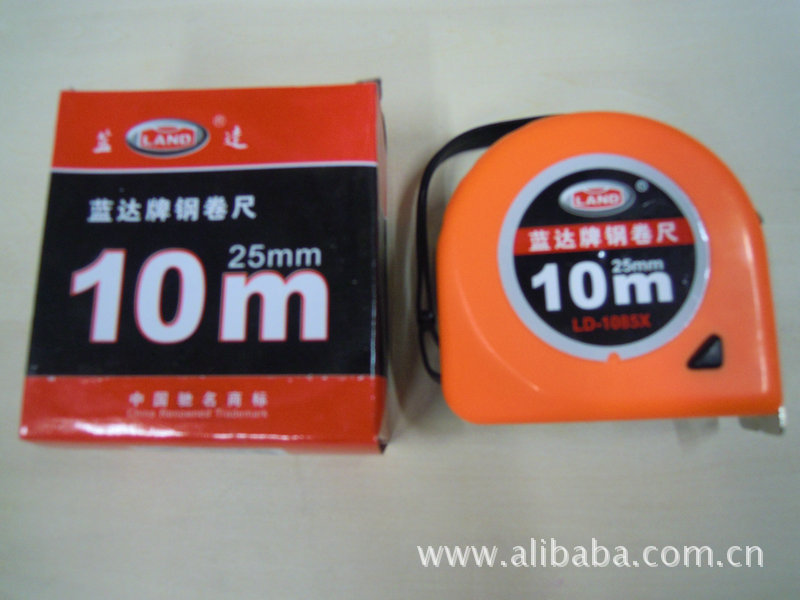 蓝 LAND ® 达
蓝达牌钢卷尺
25mm
10m
中国驰名商标
China Renowned Trademark
LAND ®
蓝达牌钢卷尺
25mm
10m
LD-1085X
www.alibaba.com.cn